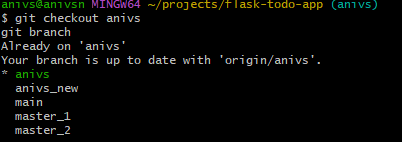 anivs@anivsn MINGW64 ~/projects/flask-todo-app (anivs)
$ git checkout anivs
git branch
Already on 'anivs'
Your branch is up to date with 'origin/anivs'.
* anivs
anivs_new
main
master_1
master_2